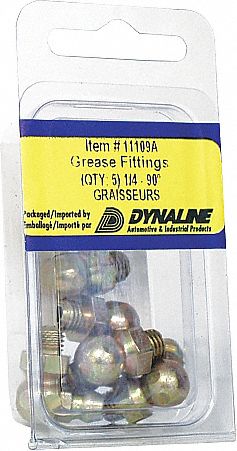 Item # 11109A
Grease Fittings
(QTY: 5) 1/4 - 90°
GRAISSEURS
Packaged/Imported by
Emballagé/Importé par
DYNALINE
Automotive & Industrial Products